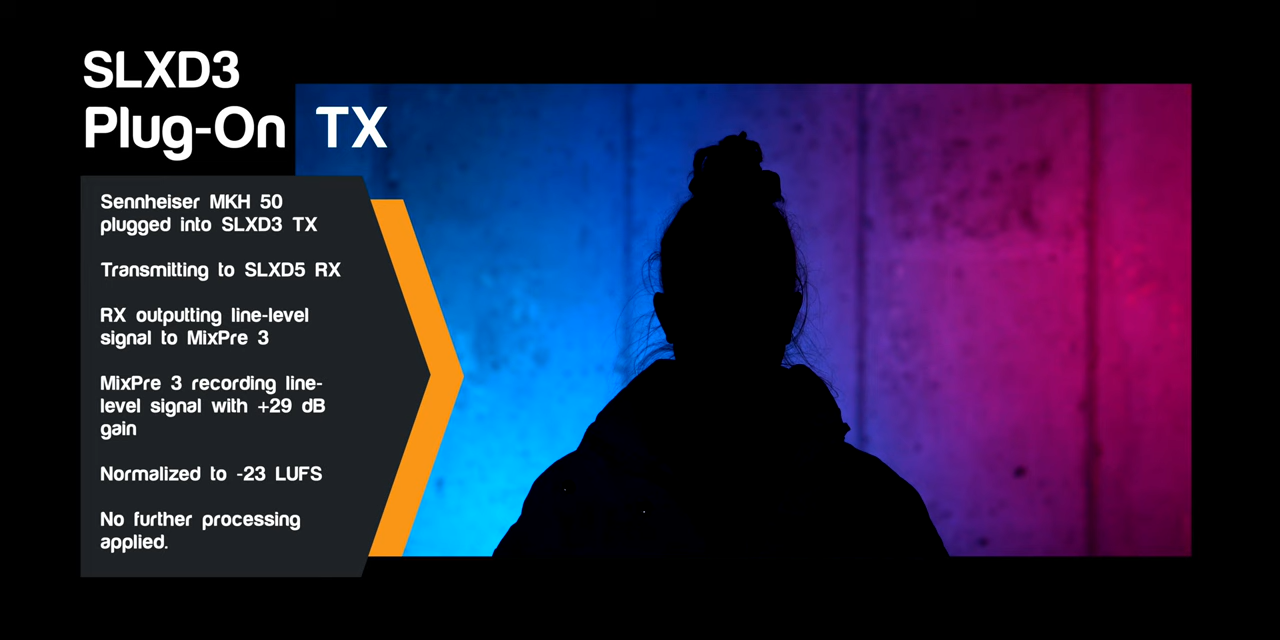 SLXD3
Plug-On TX
Sennheiser MKH 50
plugged into SLXD3 TX
Transmitting to SLXD5 RX
RX outputting line-level
signal to MixPre 3
MixPre 3 recording line-
level signal with +29 dB
gain
Normalized to -23 LUFS
No further processing
applied.